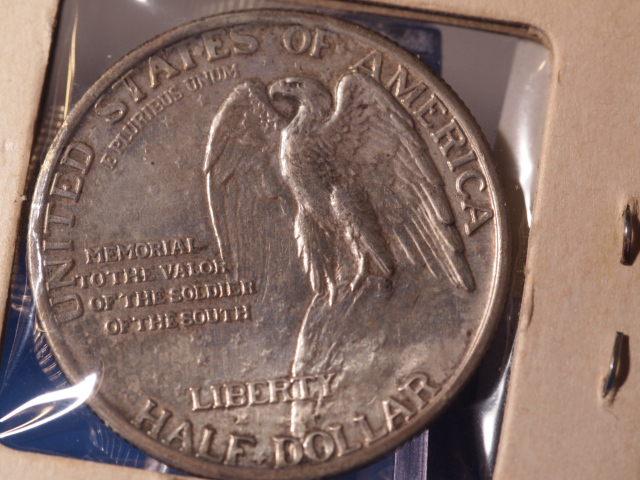 UNITED STATES OF AMERICA
E PLURIBUS UNUM
MEMORIAL
TO THE VALOR
OF THE SOLDIER
OF THE SOUTH
LIBERTY
HALF DOLLAR